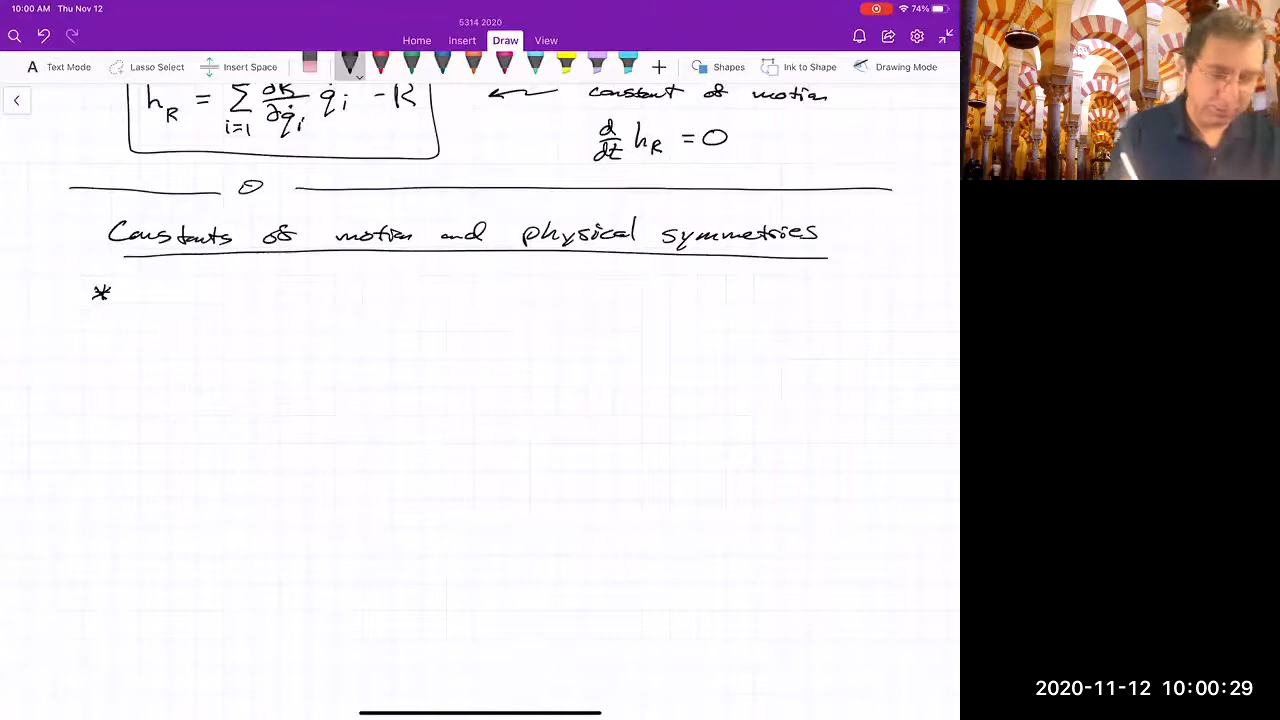 10:00 AM Thu Nov 12
74%
5314 2020
Home Insert Draw View
Text Mode Lasso Select Insert Space Shapes Ink to Shape Drawing Mode
h_R = Σ_{i=1} ∂R/∂q̇_i q̇_i - R ← constant of motion
d/dt h_R = 0
Constants of motion and physical symmetries
*
2020-11-12 10:00:29